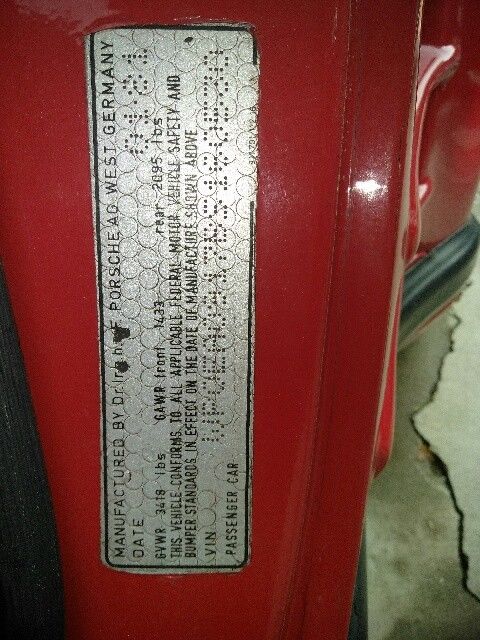 MANUFACTURED BY Dr.Ing.h.c.F. PORSCHE AG WEST GERMANY
DATE
GVWR 3418 lbs GAWR front 1433 rear 2095 lbs
THIS VEHICLE CONFORMS TO ALL APPLICABLE FEDERAL MOTOR VEHICLE SAFETY AND
BUMPER STANDARDS IN EFFECT ON THE DATE OF MANUFACTURE SHOWN ABOVE
VIN
PASSENGER CAR